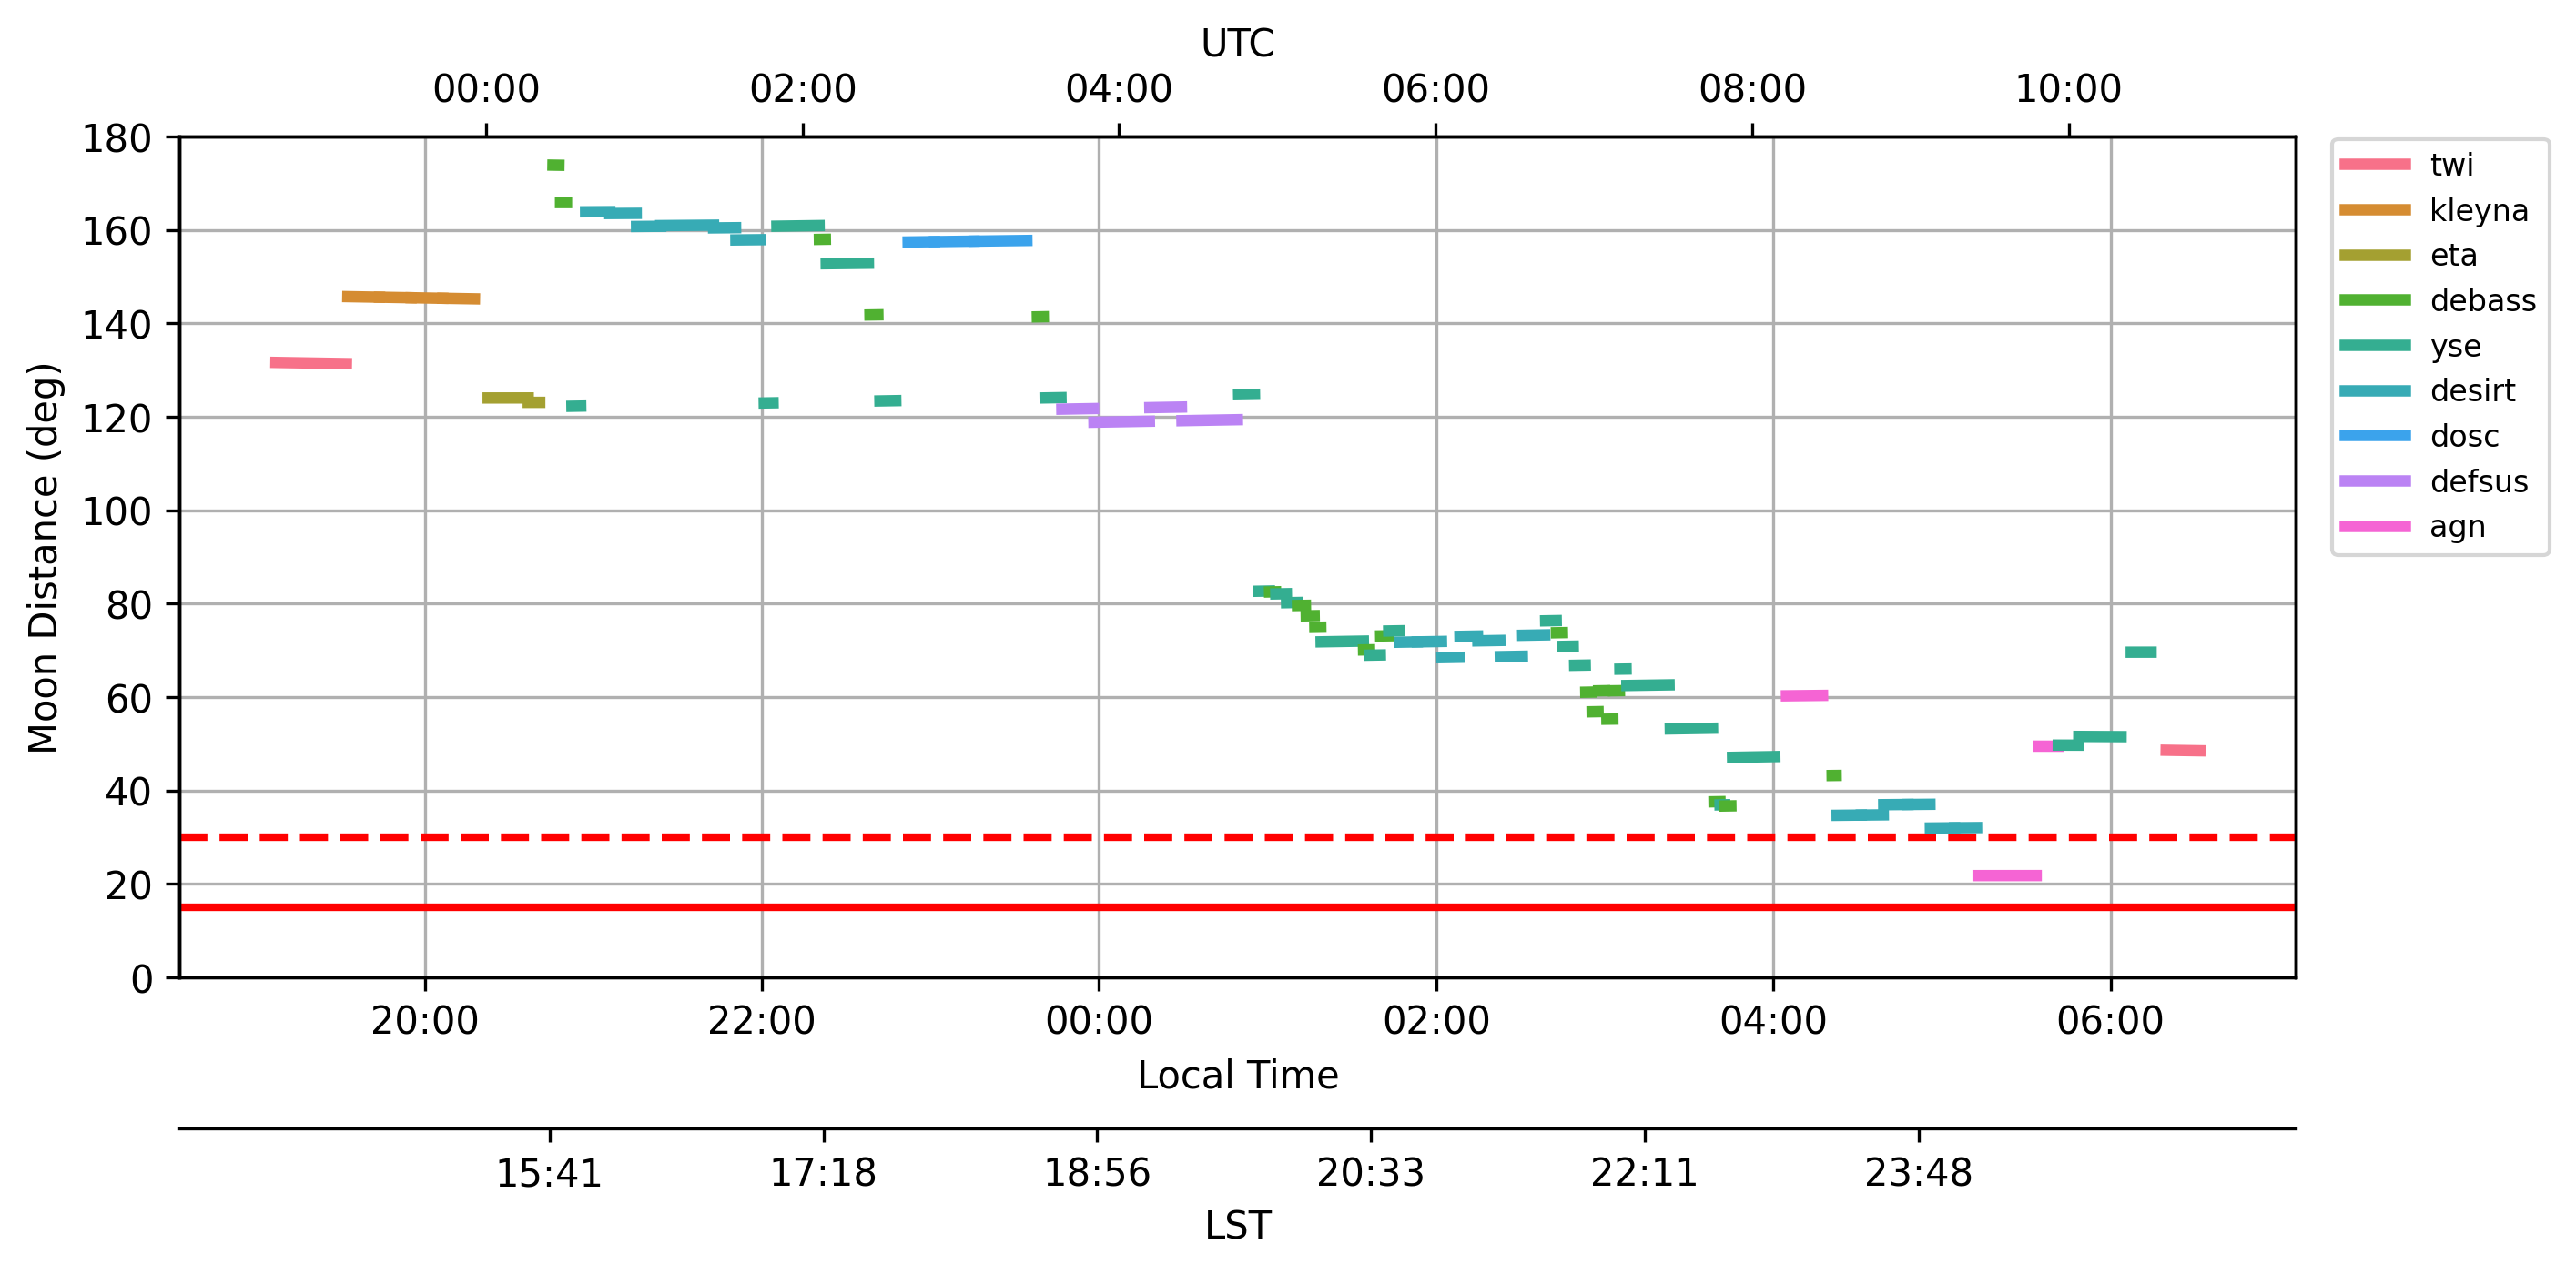 UTC
00:00 02:00 04:00 06:00 08:00 10:00
180
160
140
120
100
80
60
40
20
0
Moon Distance (deg)
twi
kleyna
eta
debass
yse
desirt
dosc
defsus
agn
20:00 22:00 00:00 02:00 04:00 06:00
Local Time
15:41 17:18 18:56 20:33 22:11 23:48
LST